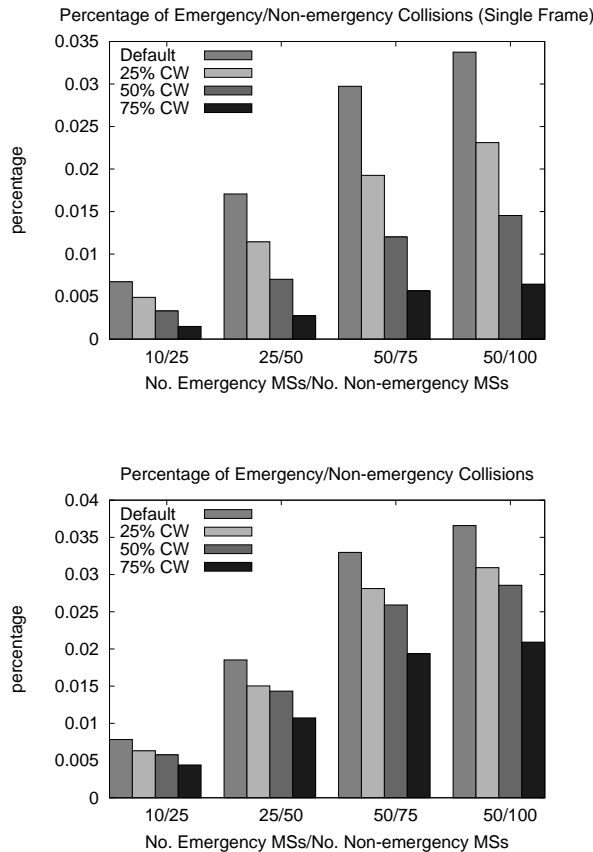 Percentage of Emergency/Non-emergency Collisions (Single Frame)
0.035
0.03
0.025
0.02
0.015
0.01
0.005
0
percentage
Default
25% CW
50% CW
75% CW
10/25 25/50 50/75 50/100
No. Emergency MSs/No. Non-emergency MSs
Percentage of Emergency/Non-emergency Collisions
0.04
0.035
0.03
0.025
0.02
0.015
0.01
0.005
0
percentage
Default
25% CW
50% CW
75% CW
10/25 25/50 50/75 50/100
No. Emergency MSs/No. Non-emergency MSs